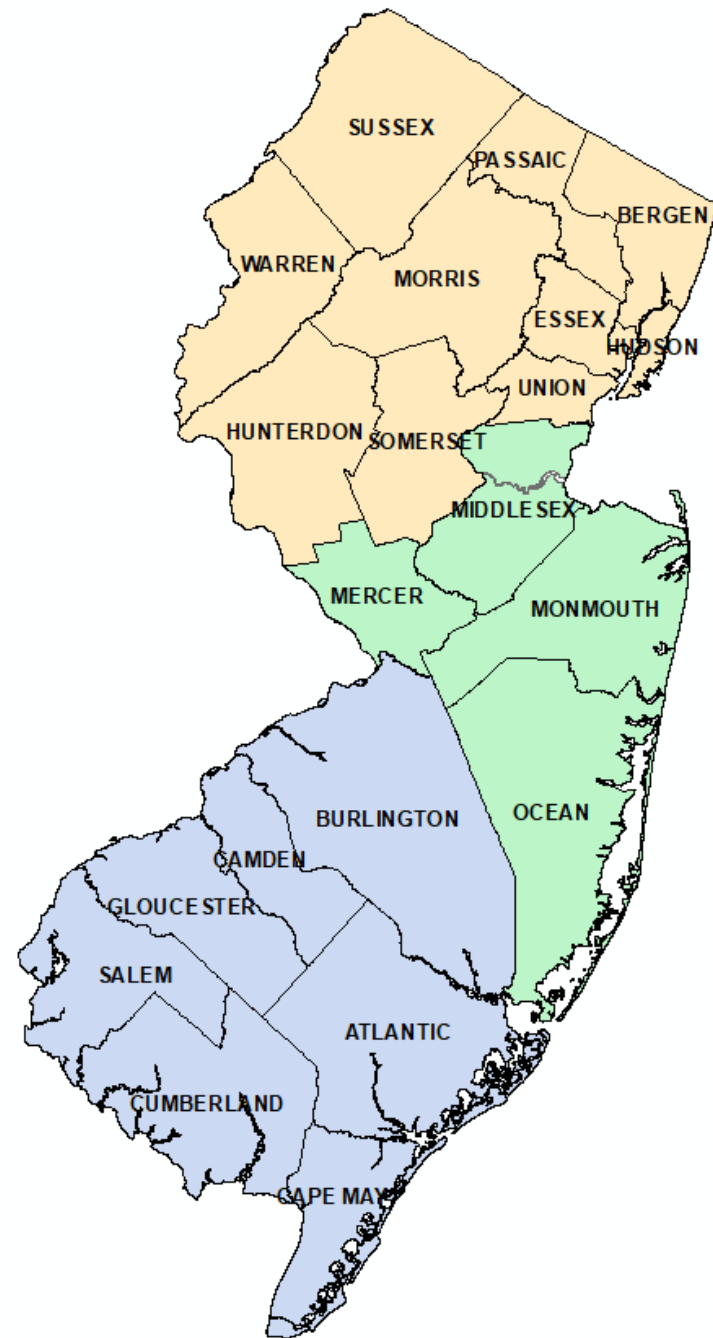 SUSSEX
PASSAIC
BERGEN
WARREN
MORRIS
ESSEX
HUDSON
UNION
HUNTERDON
SOMERSET
MIDDLESEX
MERCER
MONMOUTH
OCEAN
BURLINGTON
CAMDEN
GLOUCESTER
SALEM
ATLANTIC
CUMBERLAND
CAPE MAY